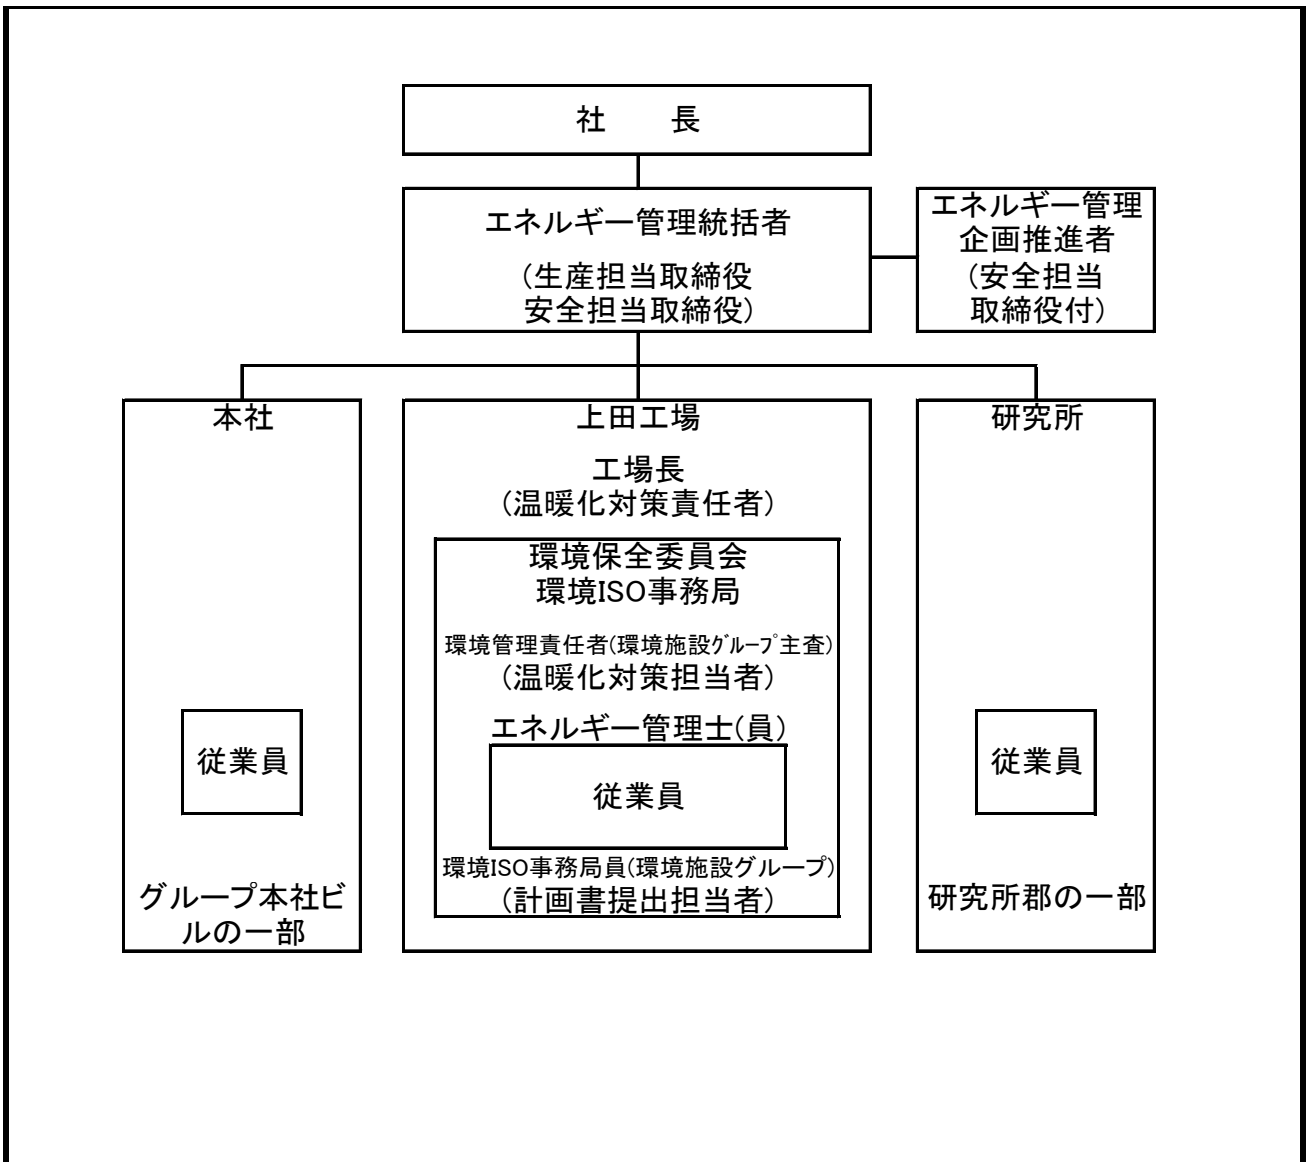 社　　長
エネルギー管理統括者
(生産担当取締役
安全担当取締役)
エネルギー管理
企画推進者
(安全担当
取締役付)
本社
従業員
グループ本社ビ
ルの一部
上田工場
工場長
(温暖化対策責任者)
環境保全委員会
環境ISO事務局
環境管理責任者(環境施設ｸﾞﾙｰﾌﾟ主査)
(温暖化対策担当者)
エネルギー管理士(員)
従業員
環境ISO事務局員(環境施設グループ)
(計画書提出担当者)
研究所
従業員
研究所郡の一部